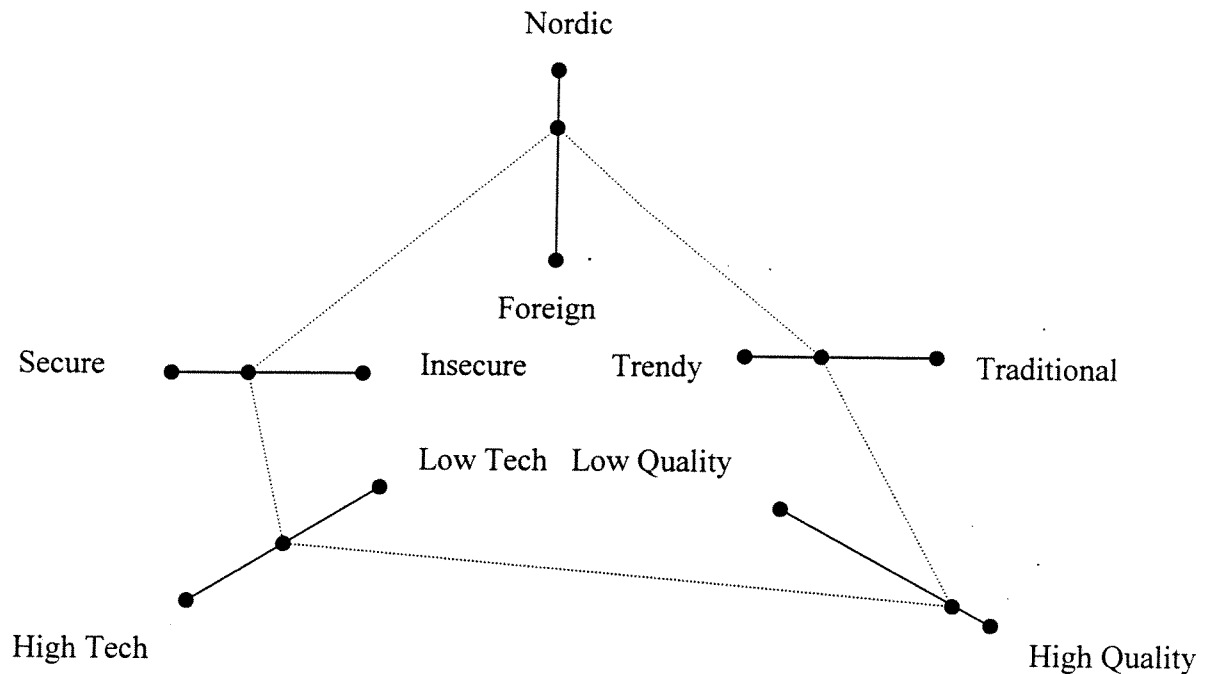 Nordic
Foreign
Secure
Insecure
Trendy
Traditional
Low Tech
Low Quality
High Tech
High Quality